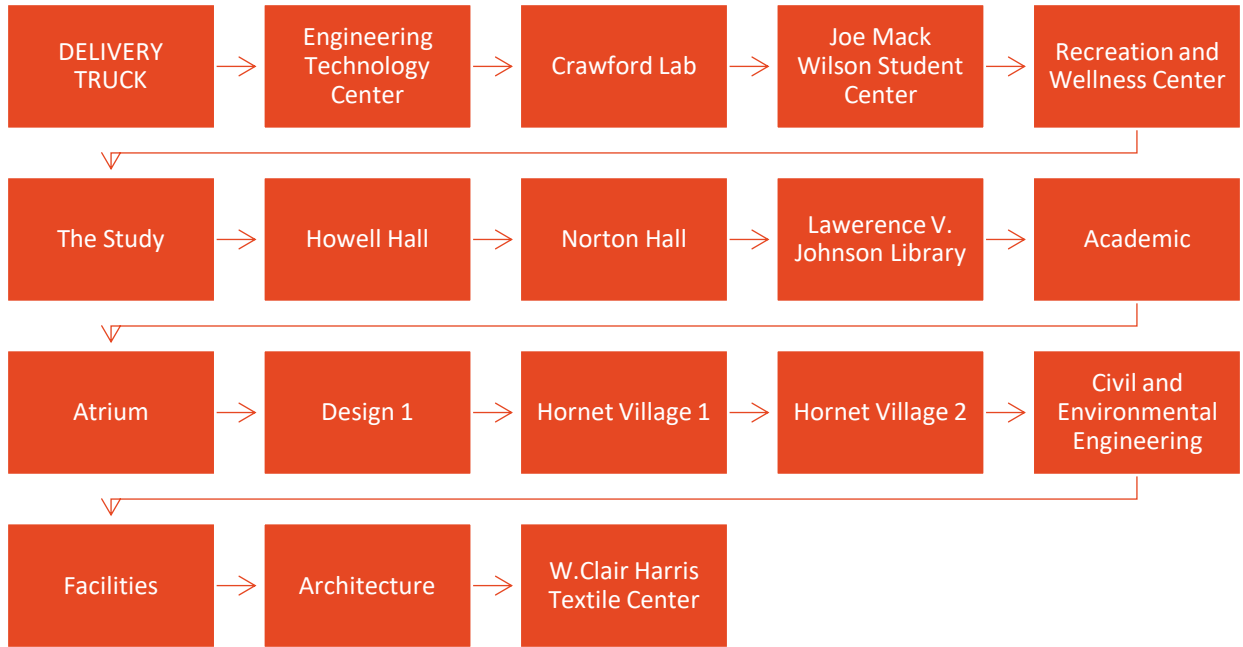 DELIVERY
TRUCK
Engineering
Technology
Center
Crawford Lab
Joe Mack
Wilson Student
Center
Recreation and
Wellness Center
The Study
Howell Hall
Norton Hall
Lawerence V.
Johnson Library
Academic
Atrium
Design 1
Hornet Village 1
Hornet Village 2
Civil and
Environmental
Engineering
Facilities
Architecture
W.Clair Harris
Textile Center